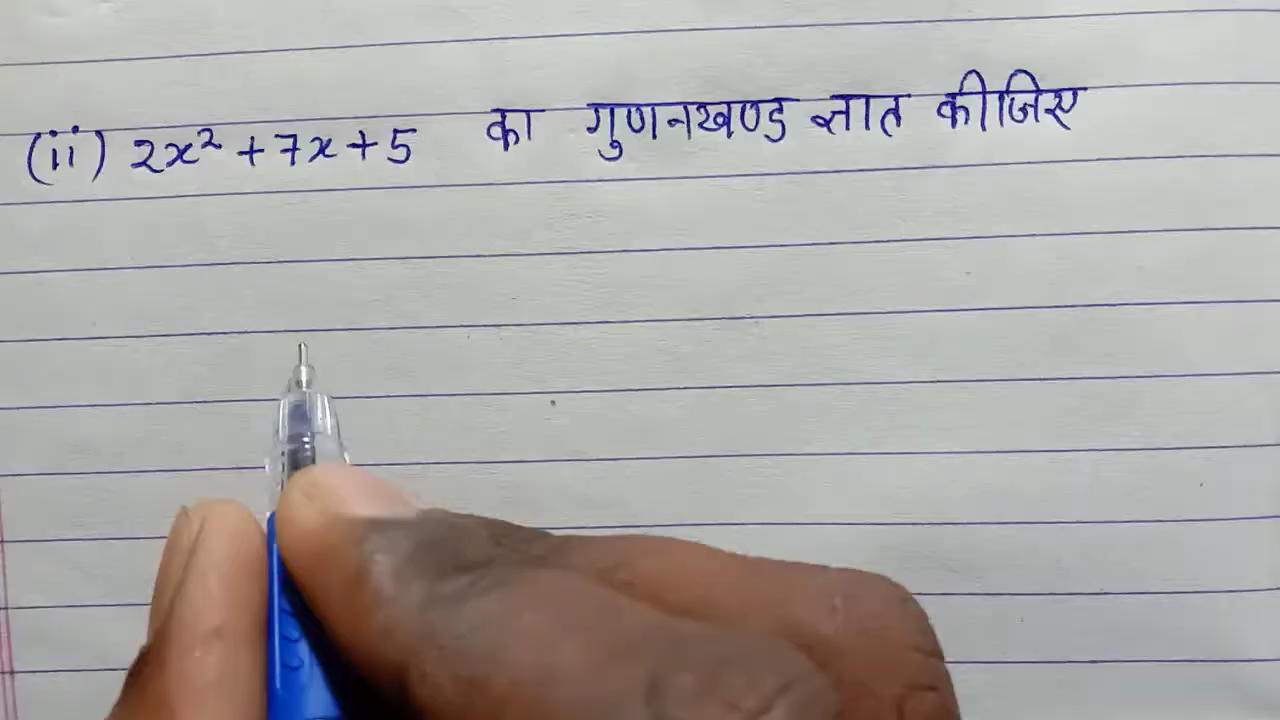 (ii) 2x² + 7x + 5 का गुणनखण्ड ज्ञात कीजिए